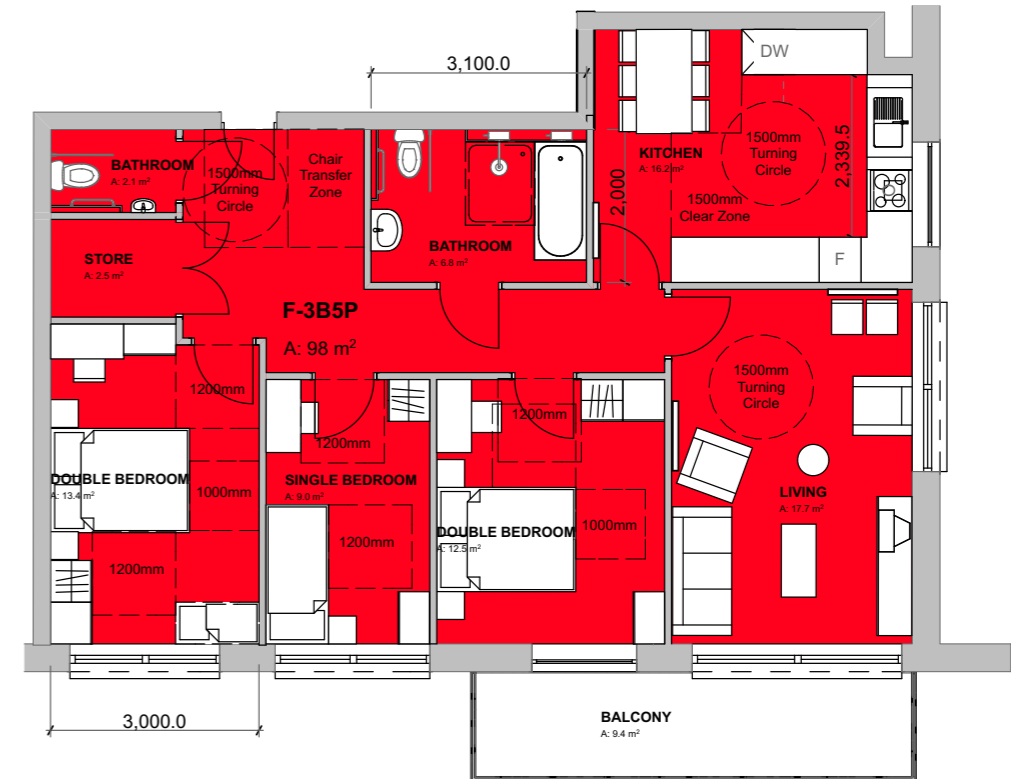 3,100.0
DW
BATHROOM
A: 2.1 m²
1500mm
Turning
Circle
Chair
Transfer
Zone
KITCHEN
A: 16.2 m²
1500mm
Turning
Circle
2,339.5
2,000
1500mm
Clear Zone
BATHROOM
A: 6.8 m²
STORE
A: 2.5 m²
F
F-3B5P
A: 98 m²
1200mm
1200mm
1200mm
1500mm
Turning
Circle
DOUBLE BEDROOM
A: 13.4 m²
1000mm
SINGLE BEDROOM
A: 9.0 m²
1200mm
DOUBLE BEDROOM
A: 12.5 m²
1000mm
LIVING
A: 17.7 m²
1200mm
3,000.0
BALCONY
A: 9.4 m²